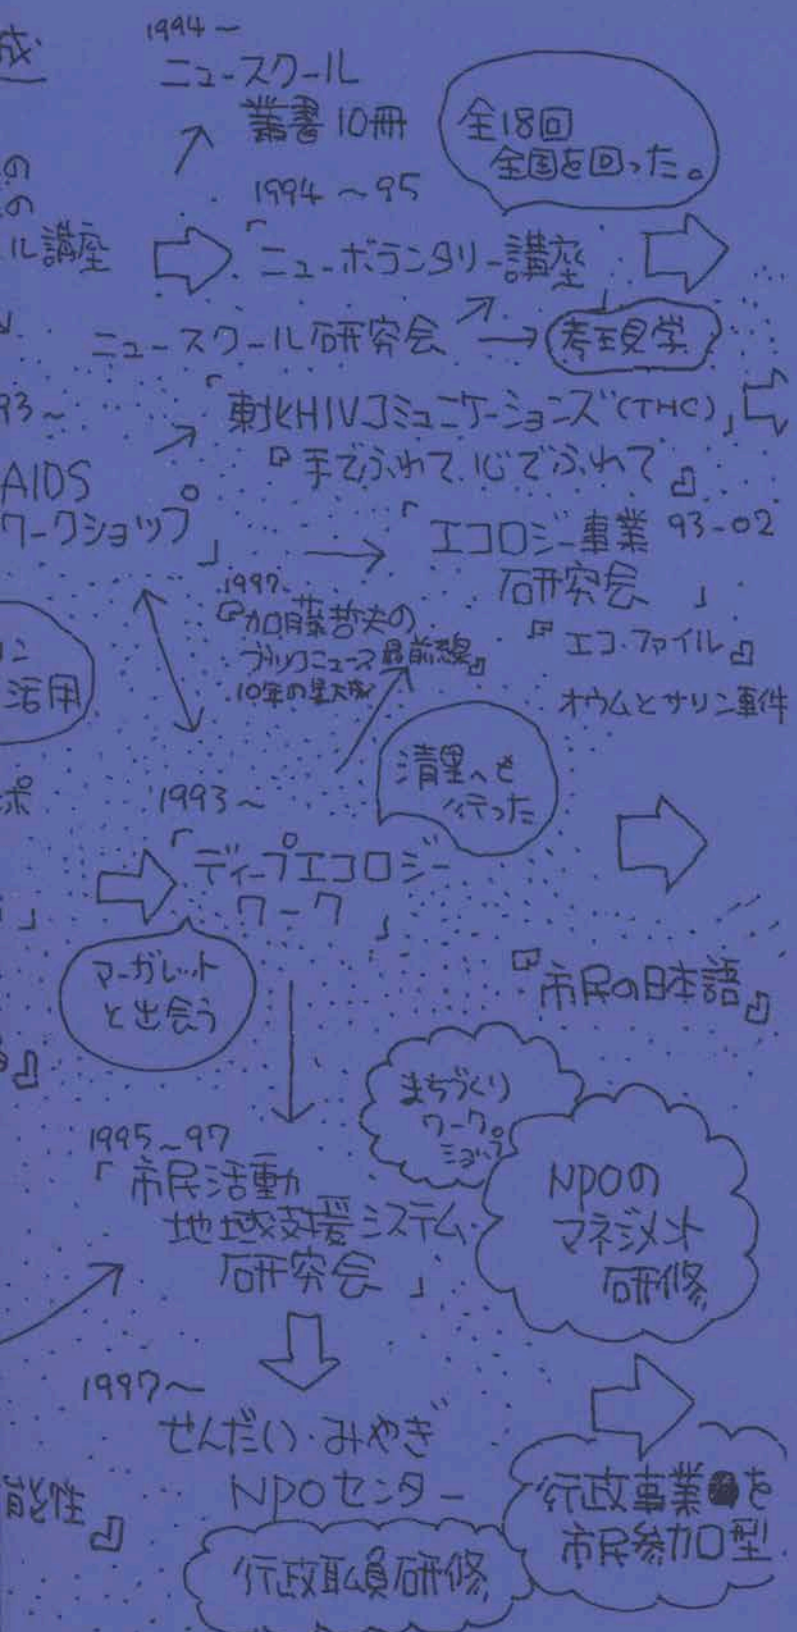 成
1994〜
ニュースクール
叢書10冊
全18回
全国を回った。
の
の
ル講座
1994〜95
「ニューボランタリー講座
ニュースクール研究会
考現学
93〜
AIDS
ワークショップ」
「東北HIVコミュニケーションズ(THC)」
『手でふれて、心でふれて』
「エコロジー事業 93-02
研究会」
『エコ・ファイル』
オウムとサリン事件
1997
『加藤哲夫の
ブックニュース最前線』
10年の集大成
ン
活用
清里へも
行った
ポ
1993〜
「ディープエコロジー
ワーク」
」
マーガレット
と出会う
『市民の日本語』
』
まちづくり
ワーク
ショップ
1995〜97
「市民活動
地域支援システム
研究会」
NPOの
マネジメント
研修
1997〜
せんだい・みやぎ
NPOセンター
能性』
行政職員研修
行政事業を
市民参加型